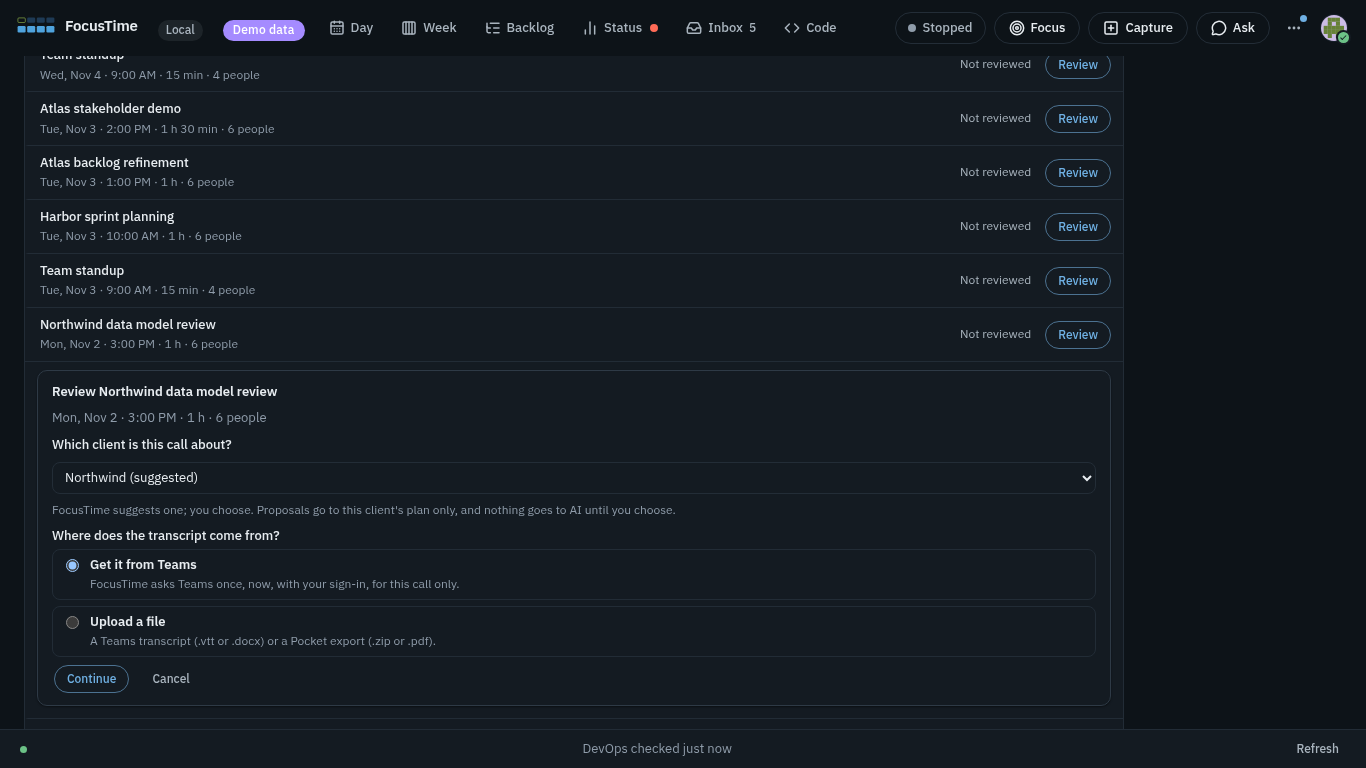 FocusTime
Local
Demo data
Day
Week
Backlog
Status
Inbox 5
Code
Stopped
Focus
Capture
Ask
Team standup
Wed, Nov 4 · 9:00 AM · 15 min · 4 people
Not reviewed
Review
Atlas stakeholder demo
Tue, Nov 3 · 2:00 PM · 1 h 30 min · 6 people
Not reviewed
Review
Atlas backlog refinement
Tue, Nov 3 · 1:00 PM · 1 h · 6 people
Not reviewed
Review
Harbor sprint planning
Tue, Nov 3 · 10:00 AM · 1 h · 6 people
Not reviewed
Review
Team standup
Tue, Nov 3 · 9:00 AM · 15 min · 4 people
Not reviewed
Review
Northwind data model review
Mon, Nov 2 · 3:00 PM · 1 h · 6 people
Not reviewed
Review
Review Northwind data model review
Mon, Nov 2 · 3:00 PM · 1 h · 6 people
Which client is this call about?
Northwind (suggested)
FocusTime suggests one; you choose. Proposals go to this client's plan only, and nothing goes to AI until you choose.
Where does the transcript come from?
Get it from Teams
FocusTime asks Teams once, now, with your sign-in, for this call only.
Upload a file
A Teams transcript (.vtt or .docx) or a Pocket export (.zip or .pdf).
Continue
Cancel
DevOps checked just now
Refresh